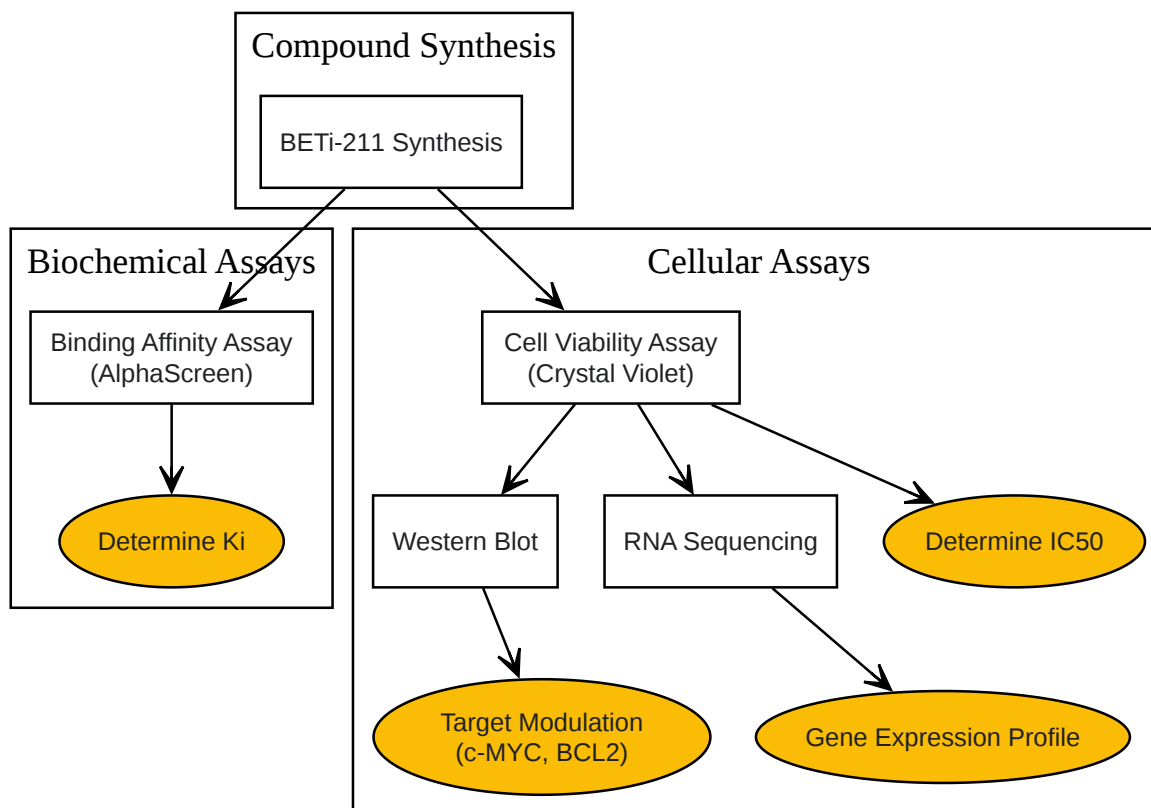 Compound Synthesis
BETi-211 Synthesis
Biochemical Assays
Cellular Assays
Binding Affinity Assay
(AlphaScreen)
Cell Viability Assay
(Crystal Violet)
Determine Ki
Western Blot
RNA Sequencing
Determine IC50
Target Modulation
(c-MYC, BCL2)
Gene Expression Profile